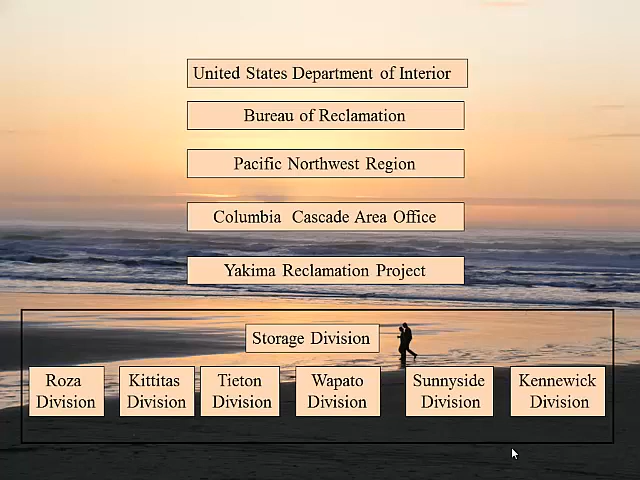 United States Department of Interior
Bureau of Reclamation
Pacific Northwest Region
Columbia Cascade Area Office
Yakima Reclamation Project
Storage Division
Roza
Division
Kittitas
Division
Tieton
Division
Wapato
Division
Sunnyside
Division
Kennewick
Division